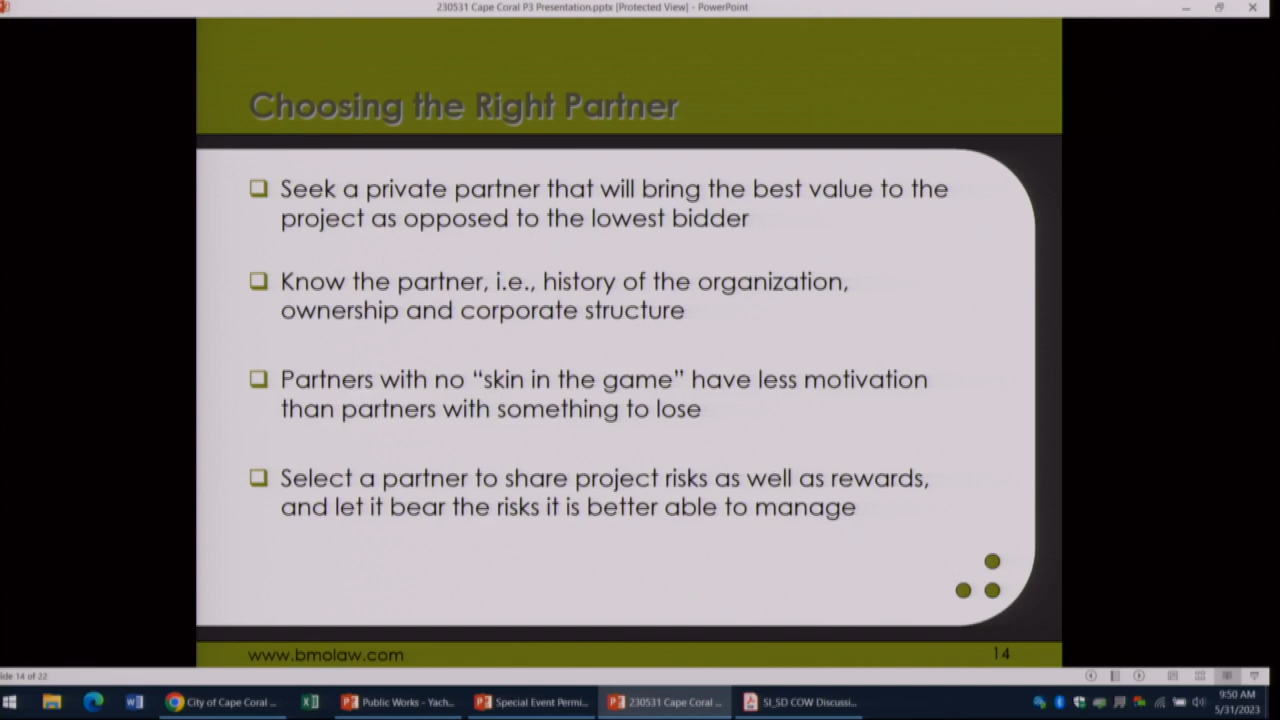 230531 Cape Coral P3 Presentation.pptx [Protected View] - PowerPoint
Choosing the Right Partner
Seek a private partner that will bring the best value to the
project as opposed to the lowest bidder
Know the partner, i.e., history of the organization,
ownership and corporate structure
Partners with no “skin in the game” have less motivation
than partners with something to lose
Select a partner to share project risks as well as rewards,
and let it bear the risks it is better able to manage
www.bmolaw.com
14
lide 14 of 22
City of Cape Coral ...
Public Works - Yach...
Special Event Permi...
230531 Cape Coral ...
SI_SD COW Discussi...
9:50 AM
5/31/2023